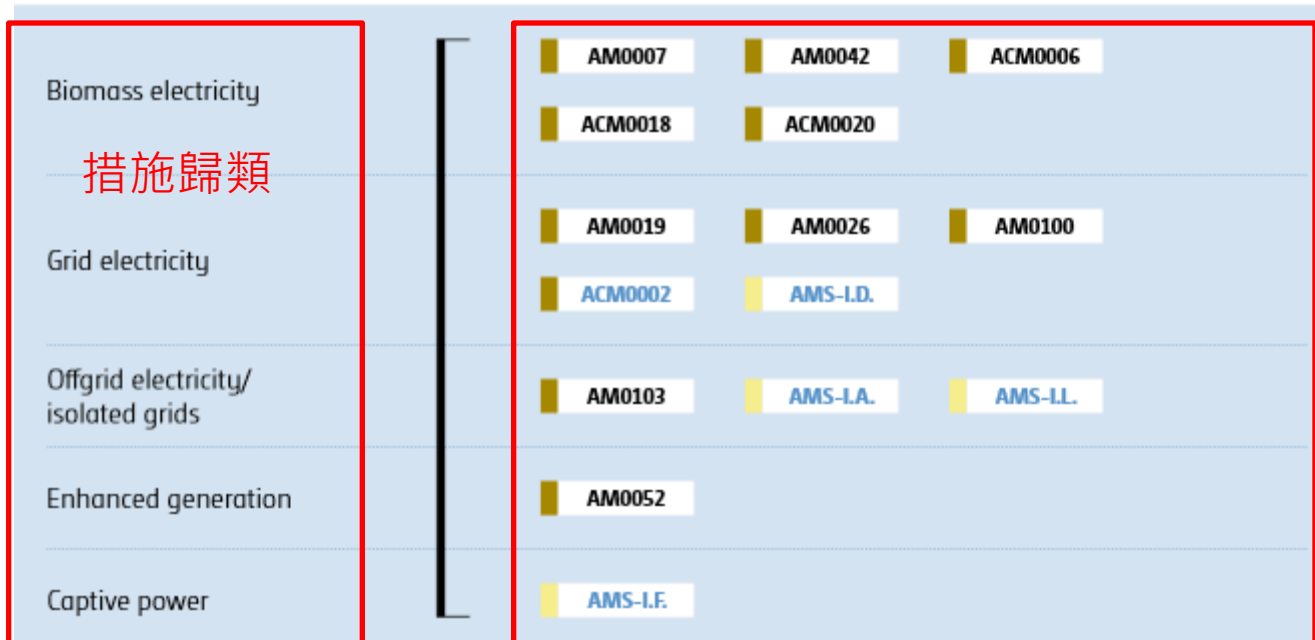 Biomass electricity
AM0007 AM0042 ACM0006
ACM0018 ACM0020
措施歸類
Grid electricity
AM0019 AM0026 AM0100
ACM0002 AMS-I.D.
Offgrid electricity/
isolated grids
AM0103 AMS-I.A. AMS-I.L.
Enhanced generation
AM0052
Captive power
AMS-I.F.